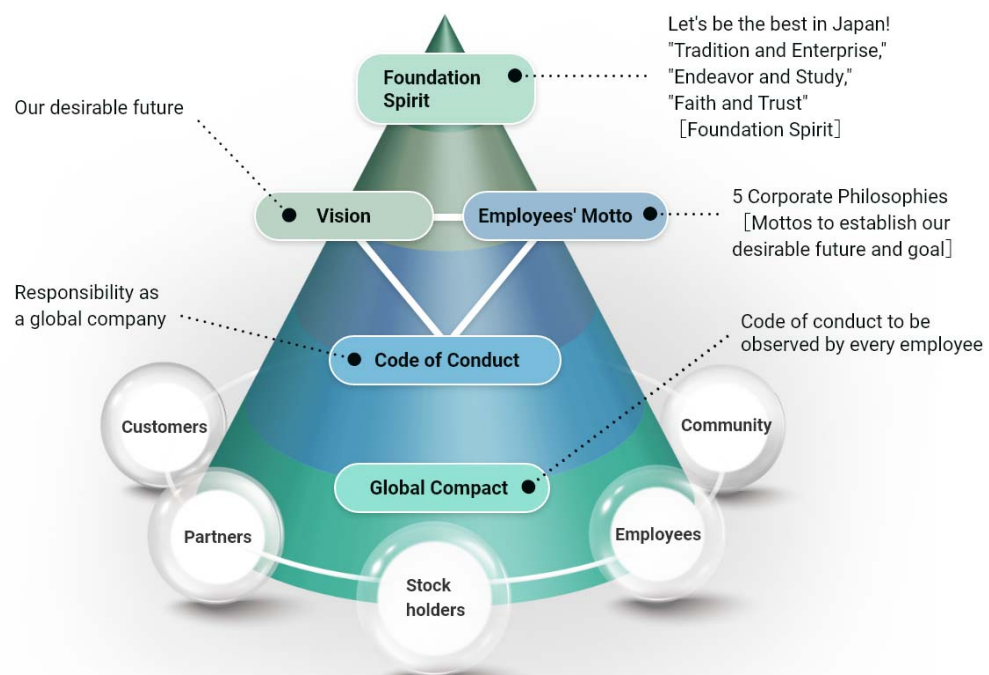 Let's be the best in Japan!
"Tradition and Enterprise,"
"Endeavor and Study,"
"Faith and Trust"
［Foundation Spirit］
Foundation
Spirit
Our desirable future
Vision
Employees' Motto
5 Corporate Philosophies
［Mottos to establish our
desirable future and goal］
Responsibility as
a global company
Code of conduct to be
observed by every employee
Code of Conduct
Customers
Community
Global Compact
Partners
Employees
Stock
holders